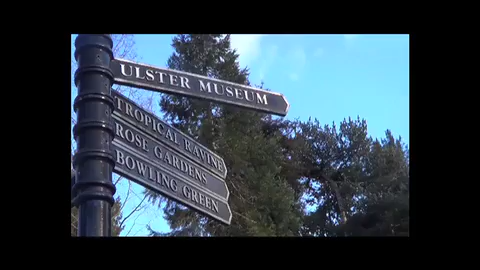 ULSTER MUSEUM
TROPICAL RAVINE
ROSE GARDENS
BOWLING GREEN